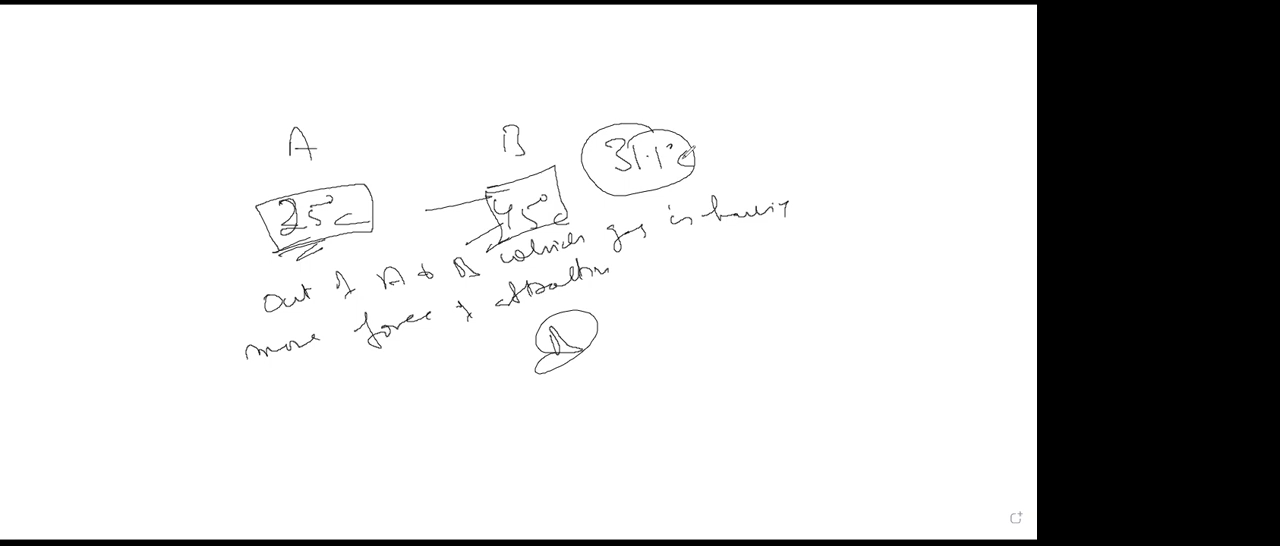 A B 31.1°C
25°C 45°C
Out of A & B which gas is having
more force of attraction
B